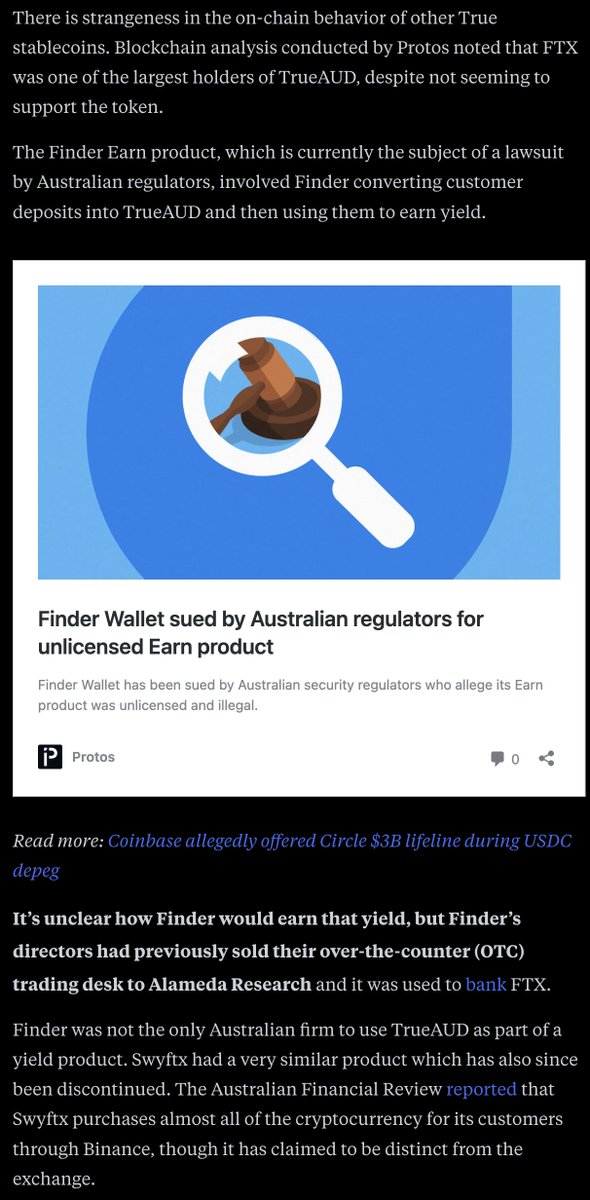 There is strangeness in the on-chain behavior of other True
stablecoins. Blockchain analysis conducted by Protos noted that FTX
was one of the largest holders of TrueAUD, despite not seeming to
support the token.
The Finder Earn product, which is currently the subject of a lawsuit
by Australian regulators, involved Finder converting customer
deposits into TrueAUD and then using them to earn yield.
Finder Wallet sued by Australian regulators for
unlicensed Earn product
Finder Wallet has been sued by Australian security regulators who allege its Earn
product was unlicensed and illegal.
Protos
0
Read more: Coinbase allegedly offered Circle $3B lifeline during USDC
depeg
It’s unclear how Finder would earn that yield, but Finder’s
directors had previously sold their over-the-counter (OTC)
trading desk to Alameda Research and it was used to bank FTX.
Finder was not the only Australian firm to use TrueAUD as part of a
yield product. Swyftx had a very similar product which has also since
been discontinued. The Australian Financial Review reported that
Swyftx purchases almost all of the cryptocurrency for its customers
through Binance, though it has claimed to be distinct from the
exchange.